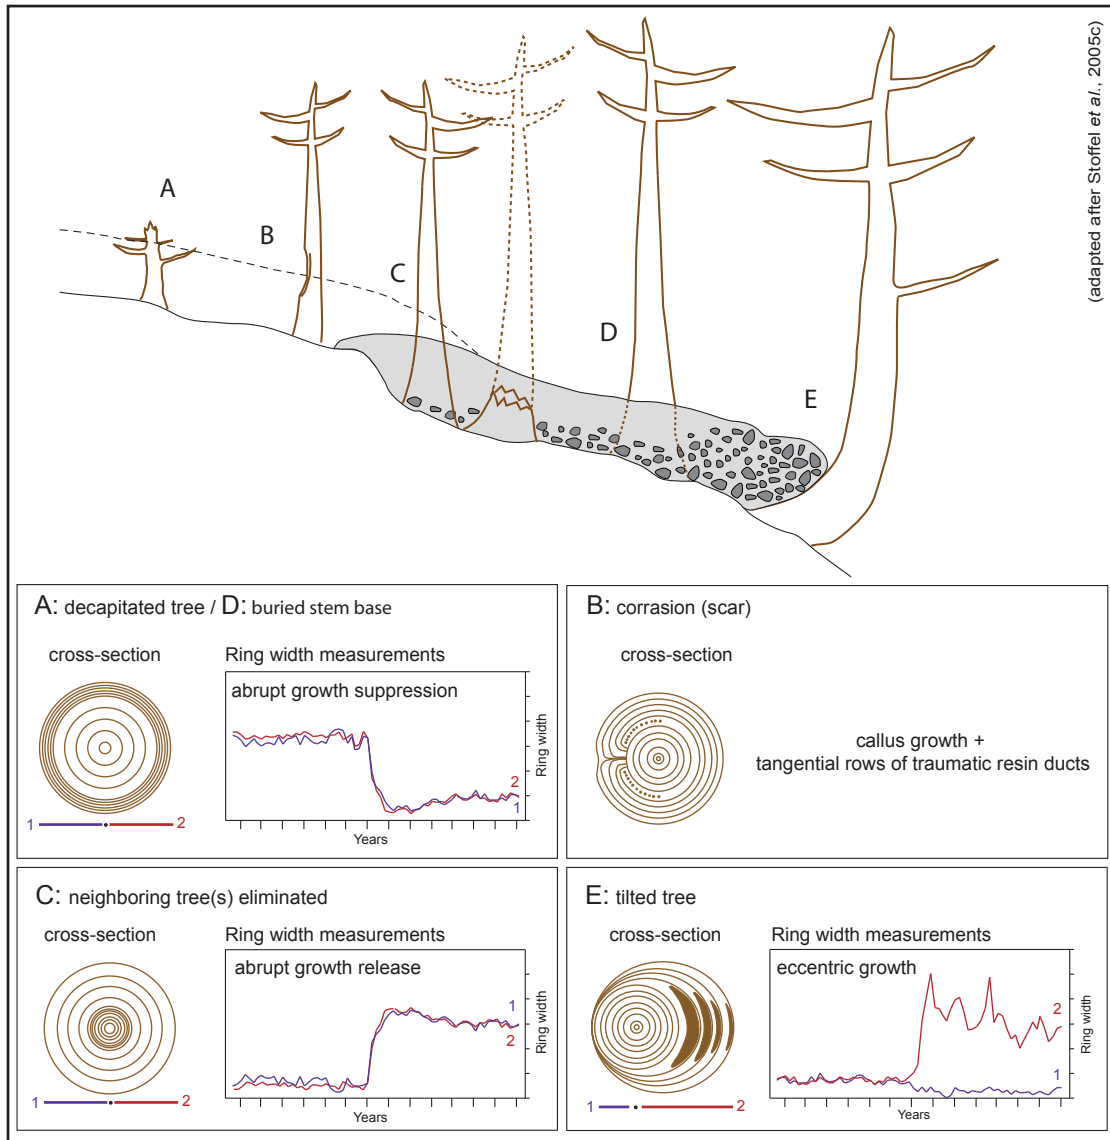 (adapted after Stoffel et al., 2005c)
A
B
C
D
E
A: decapitated tree / D: buried stem base
cross-section
Ring width measurements
abrupt growth suppression
Ring width
2
1
1
2
Years
B: corrasion (scar)
cross-section
callus growth +
tangential rows of traumatic resin ducts
C: neighboring tree(s) eliminated
cross-section
Ring width measurements
abrupt growth release
Ring width
1
2
1
2
Years
E: tilted tree
cross-section
Ring width measurements
eccentric growth
Ring width
2
1
1
2
Years